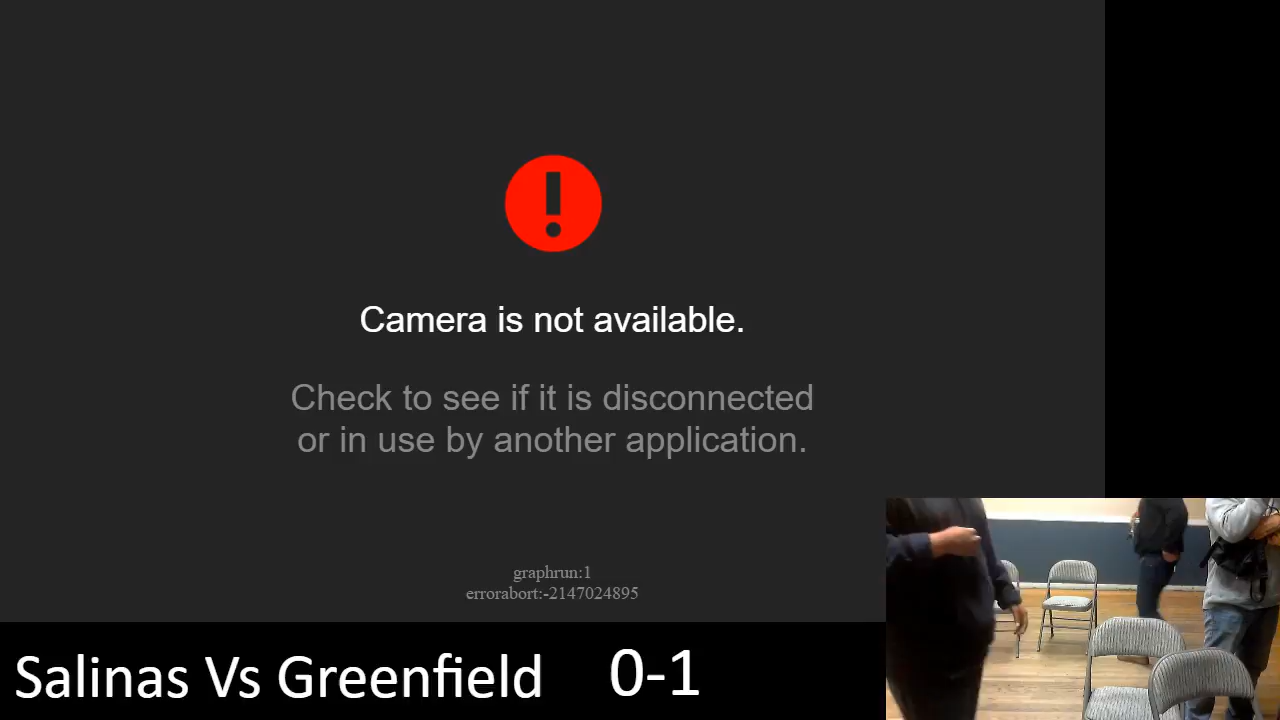 Camera is not available.
Check to see if it is disconnected
or in use by another application.
graphrun:1
errorabort:-2147024895
Salinas Vs Greenfield 0-1